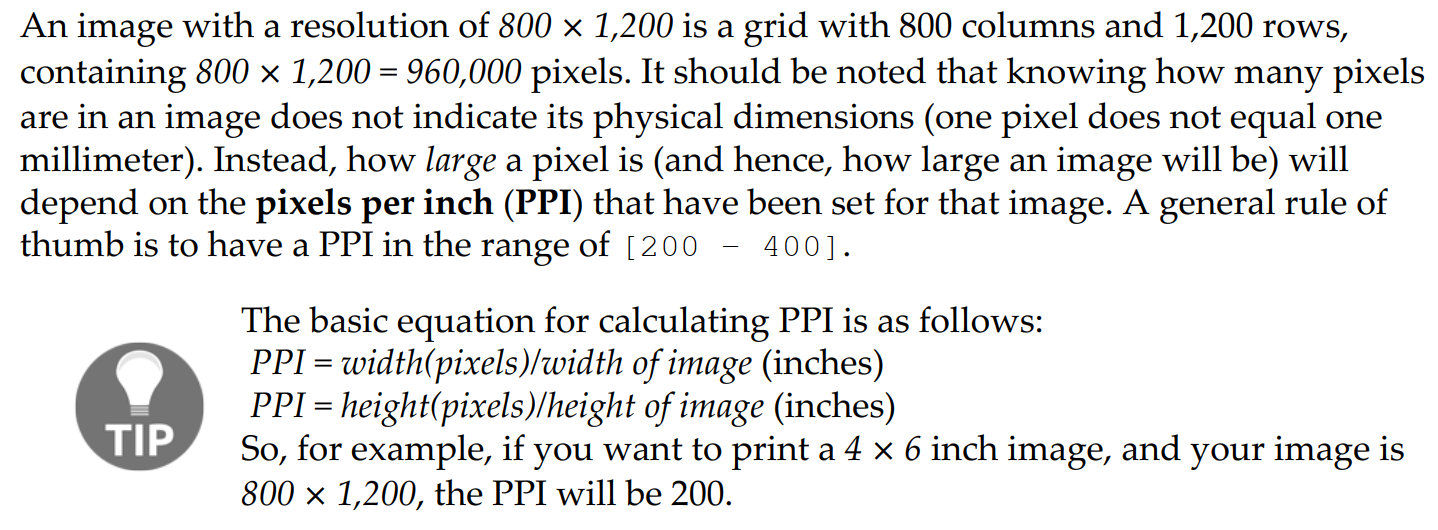 An image with a resolution of 800 × 1,200 is a grid with 800 columns and 1,200 rows,
containing 800 × 1,200 = 960,000 pixels. It should be noted that knowing how many pixels
are in an image does not indicate its physical dimensions (one pixel does not equal one
millimeter). Instead, how large a pixel is (and hence, how large an image will be) will
depend on the pixels per inch (PPI) that have been set for that image. A general rule of
thumb is to have a PPI in the range of [200 - 400].
The basic equation for calculating PPI is as follows:
PPI = width(pixels)/width of image (inches)
PPI = height(pixels)/height of image (inches)
TIP
So, for example, if you want to print a 4 × 6 inch image, and your image is
800 × 1,200, the PPI will be 200.